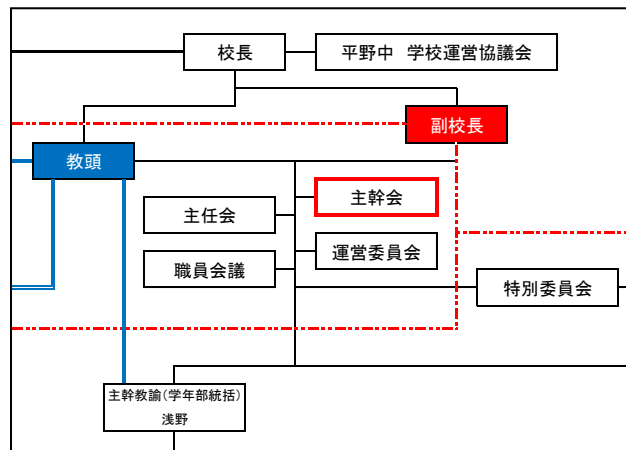 校長
平野中　学校運営協議会
副校長
教頭
主幹会
主任会
運営委員会
職員会議
特別委員会
主幹教諭（学年部統括）
浅野